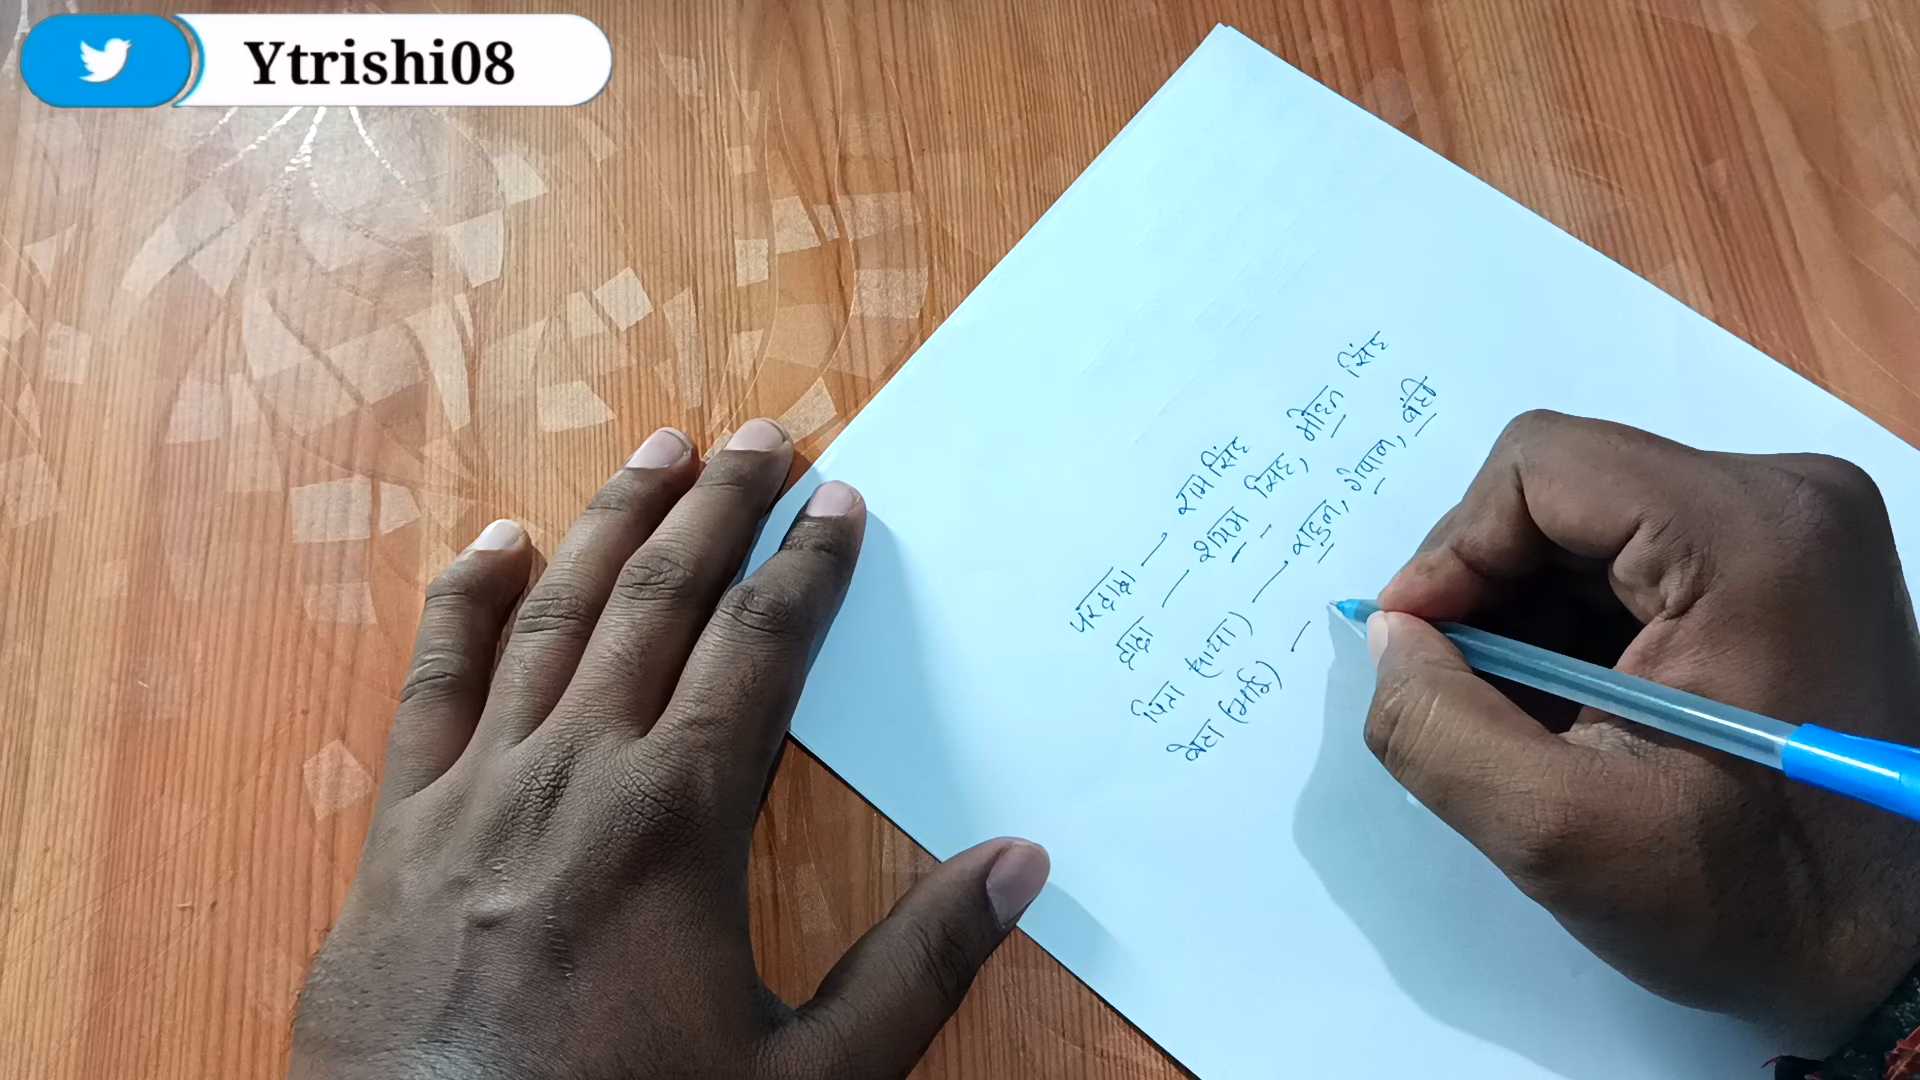 Ytrishi08
परदादा — राम सिंह
दादा — श्याम सिंह, मोहन सिंह
पिता (चाचा) — राहुल, गोपाल, बंटी
बेटा (भाई) —